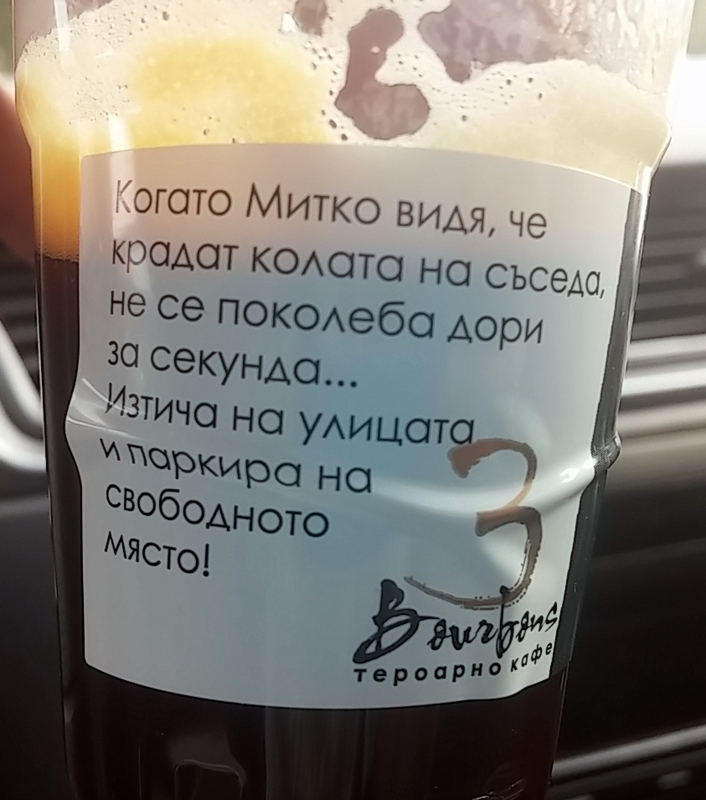 Когато Митко видя, че
крадат колата на съседа,
не се поколеба дори
за секунда...
Изтича на улицата
и паркира на
свободното
място!
3
Bourbons
тероарно кафе